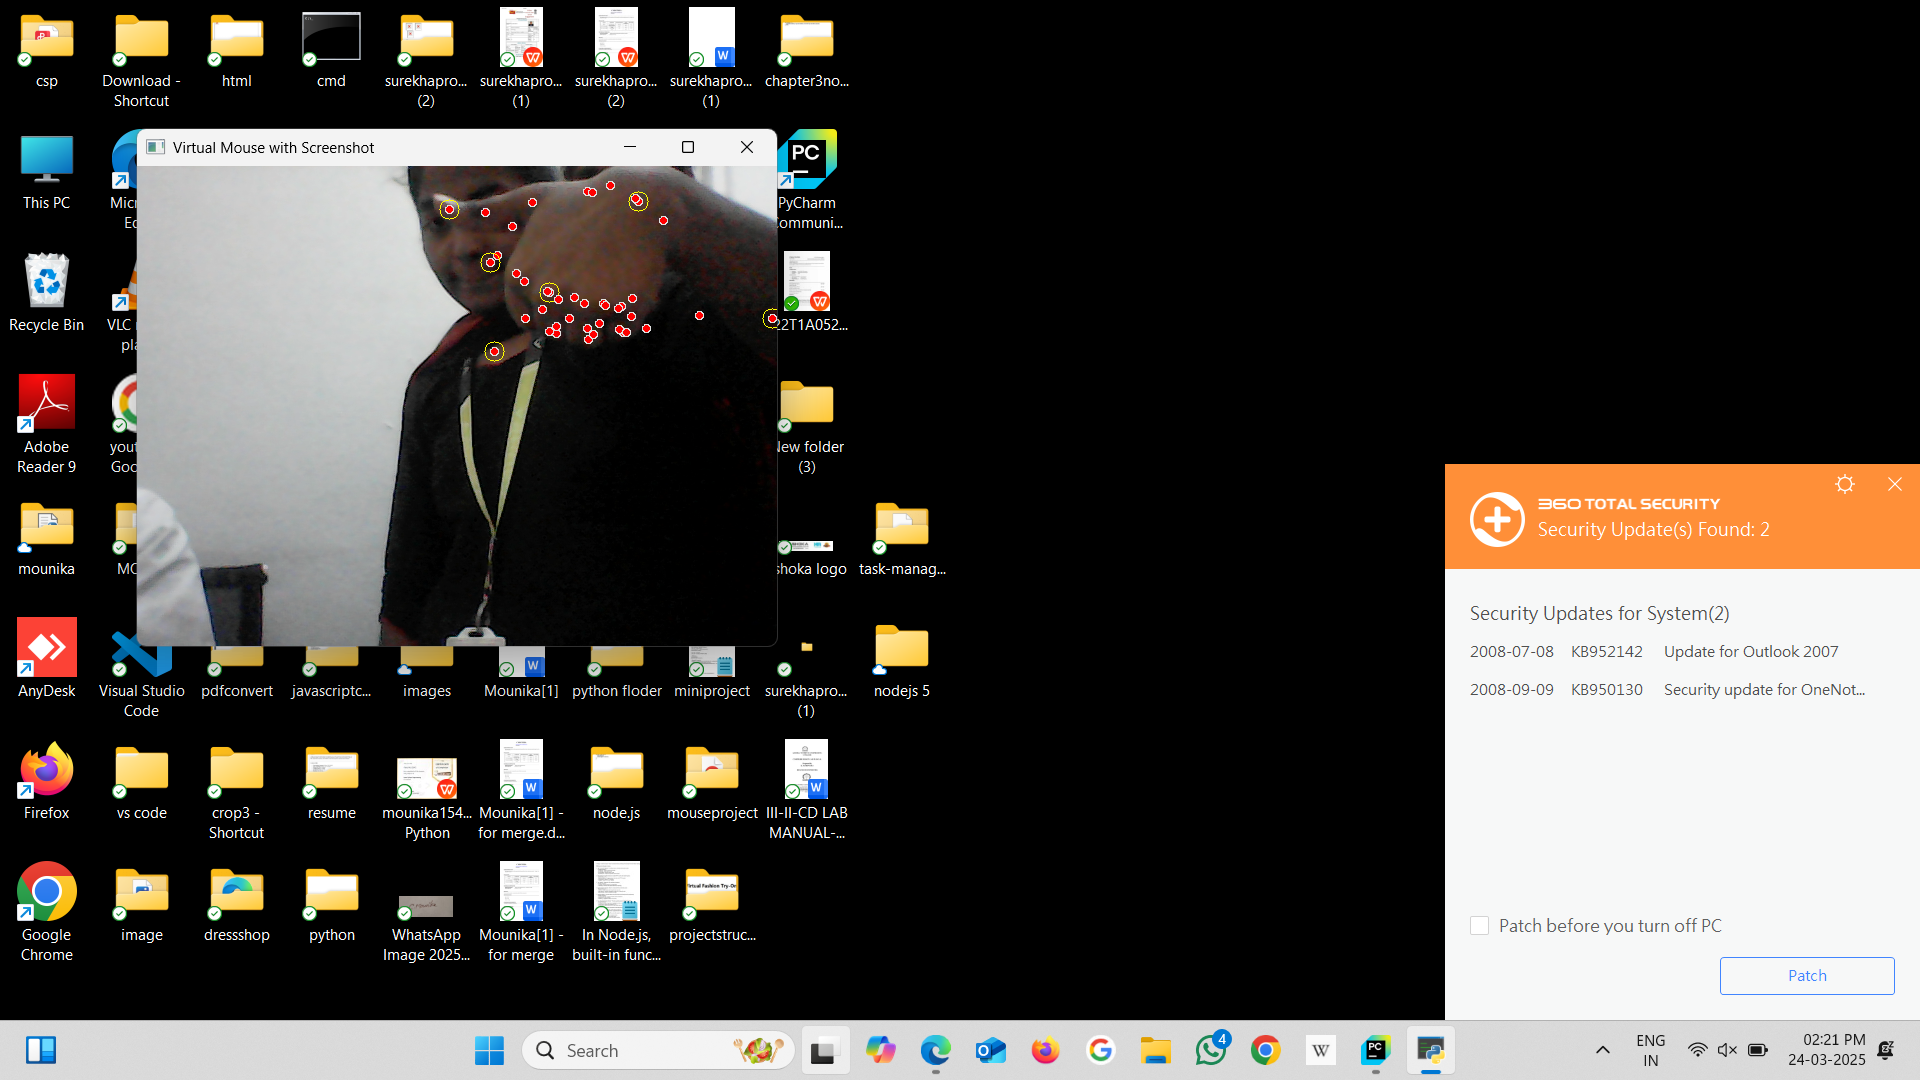 csp
Download -
Shortcut
html
cmd
surekhapro...
(2)
surekhapro...
(1)
surekhapro...
(2)
surekhapro...
(1)
chapter3no...
Virtual Mouse with Screenshot
This PC
PyCharm
Recycle Bin
VLC
22T1A052...
Adobe
Reader 9
New folder
(3)
mounika
shoka logo
task-manag...
AnyDesk
Visual Studio
Code
pdfconvert
javascriptc...
images
Mounika[1]
python floder
miniproject
surekhapro...
(1)
nodejs 5
Firefox
vs code
crop3 -
Shortcut
resume
mounika154...
Python
Mounika[1] -
for merge.d...
node.js
mouseproject
III-II-CD LAB
MANUAL-...
Google
Chrome
image
dressshop
python
WhatsApp
Image 2025...
Mounika[1] -
for merge
In Node.js,
built-in func...
projectstruc...
360 TOTAL SECURITY
Security Update(s) Found: 2
Security Updates for System(2)
2008-07-08 KB952142 Update for Outlook 2007
2008-09-09 KB950130 Security update for OneNot...
Patch before you turn off PC
Patch
Search
4
ENG
IN
02:21 PM
24-03-2025